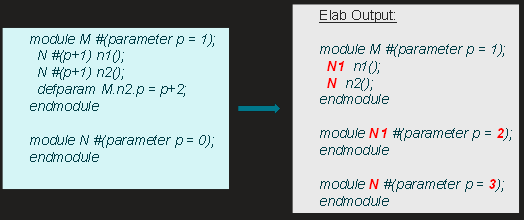 module M #(parameter p = 1);
N #(p+1) n1();
N #(p+1) n2();
defparam M.n2.p = p+2;
endmodule
module N #(parameter p = 0);
endmodule
Elab Output:
module M #(parameter p = 1);
N1 n1();
N n2();
endmodule
module N1 #(parameter p = 2);
endmodule
module N #(parameter p = 3);
endmodule